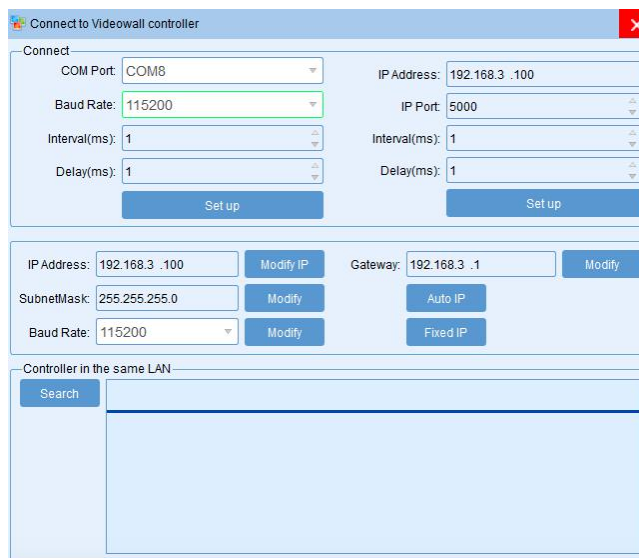 Connect to Videowall controller
Connect
COM Port: COM8
IP Address: 192.168.3 .100
Baud Rate: 115200
IP Port: 5000
Interval(ms): 1
Interval(ms): 1
Delay(ms): 1
Delay(ms): 1
Set up
Set up
IP Address: 192.168.3 .100 Modify IP
Gateway: 192.168.3 .1 Modify
SubnetMask: 255.255.255.0 Modify
Auto IP
Baud Rate: 115200 Modify
Fixed IP
Controller in the same LAN
Search